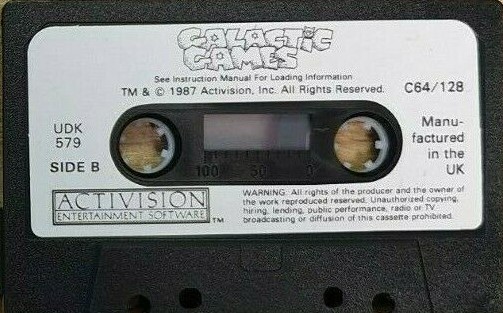 GALACTIC
GAMES
See Instruction Manual For Loading Information
TM & © 1987 Activision, Inc. All Rights Reserved.
C64/128
UDK
579
SIDE B
100 50 0
Manu-
factured
in the
UK
ACTIVISION
ENTERTAINMENT SOFTWARE
TM
WARNING: All rights of the producer and the owner of
the work reproduced reserved. Unauthorized copying,
hiring, lending, public performance, radio or TV
broadcasting or diffusion of this cassette prohibited.